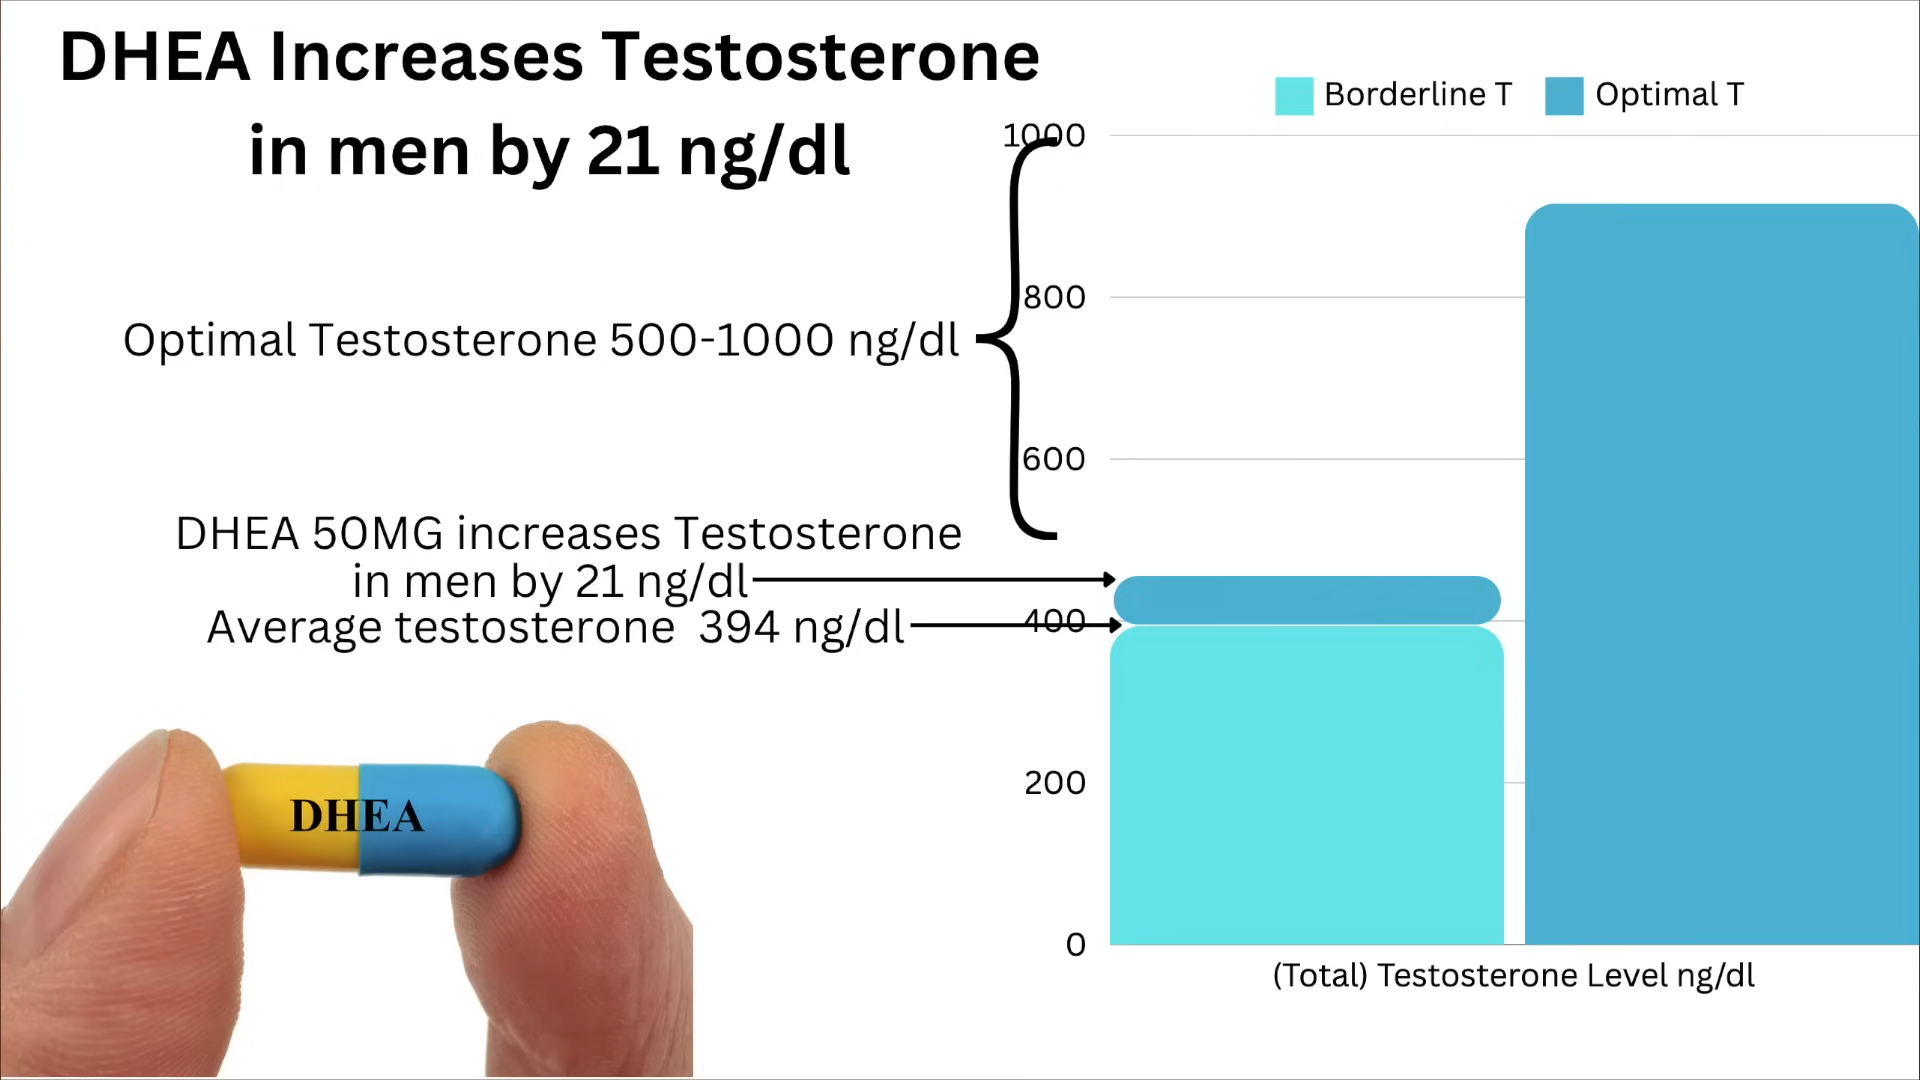 DHEA Increases Testosterone
in men by 21 ng/dl
Borderline T
Optimal T
1000
800
600
400
200
0
Optimal Testosterone 500-1000 ng/dl
DHEA 50MG increases Testosterone
in men by 21 ng/dl
Average testosterone 394 ng/dl
DHEA
(Total) Testosterone Level ng/dl